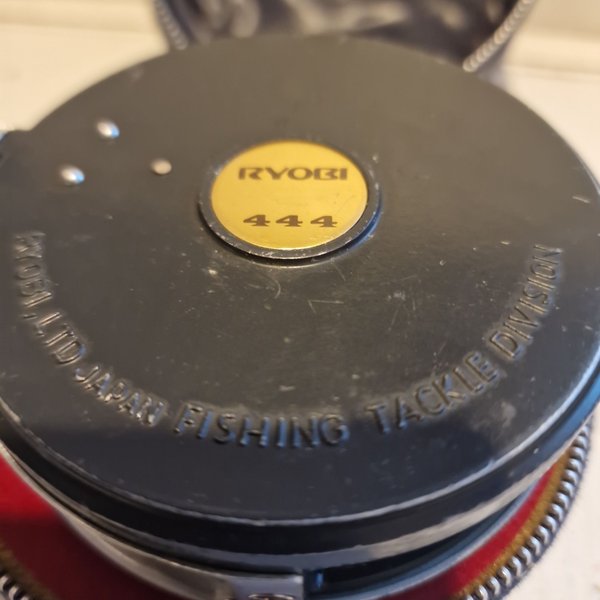 RYOBI
444
RYOBI, LTD JAPAN FISHING TACKLE DIVISION